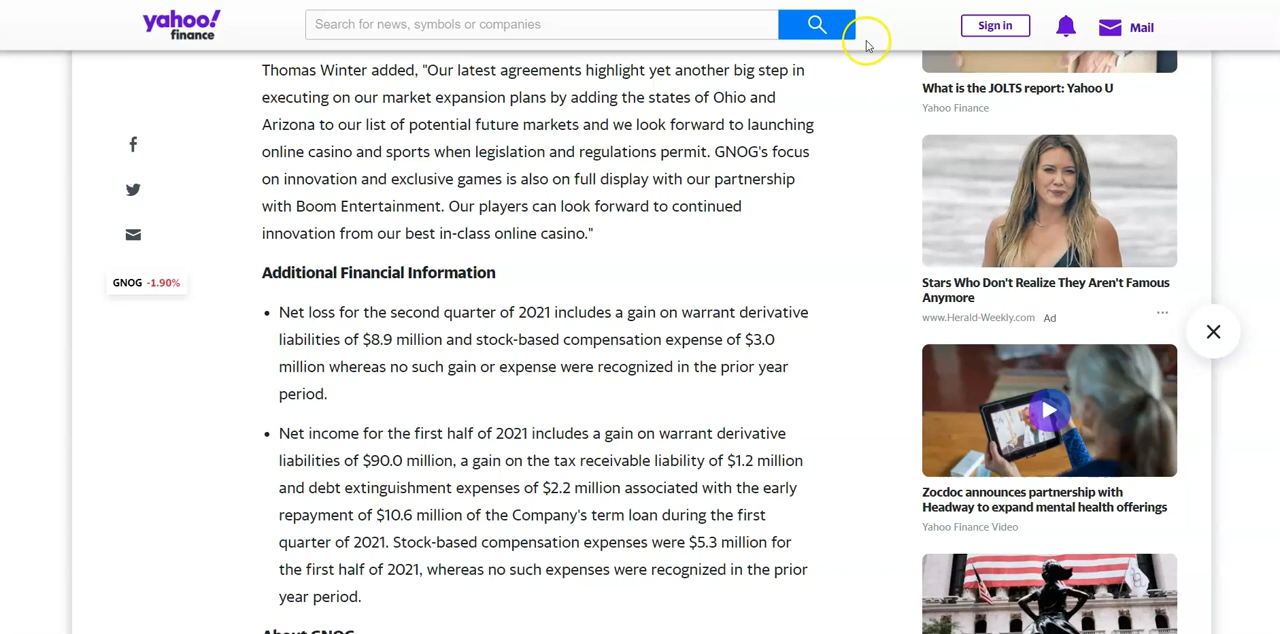 yahoo!
finance
Search for news, symbols or companies
Sign in
Mail
Thomas Winter added, "Our latest agreements highlight yet another big step in
executing on our market expansion plans by adding the states of Ohio and
Arizona to our list of potential future markets and we look forward to launching
online casino and sports when legislation and regulations permit. GNOG's focus
on innovation and exclusive games is also on full display with our partnership
with Boom Entertainment. Our players can look forward to continued
innovation from our best in-class online casino."
GNOG -1.90%
Additional Financial Information
• Net loss for the second quarter of 2021 includes a gain on warrant derivative
liabilities of $8.9 million and stock-based compensation expense of $3.0
million whereas no such gain or expense were recognized in the prior year
period.
• Net income for the first half of 2021 includes a gain on warrant derivative
liabilities of $90.0 million, a gain on the tax receivable liability of $1.2 million
and debt extinguishment expenses of $2.2 million associated with the early
repayment of $10.6 million of the Company's term loan during the first
quarter of 2021. Stock-based compensation expenses were $5.3 million for
the first half of 2021, whereas no such expenses were recognized in the prior
year period.
About GNOG
What is the JOLTS report: Yahoo U
Yahoo Finance
Stars Who Don't Realize They Aren't Famous
Anymore
www.Herald-Weekly.com Ad
Zocdoc announces partnership with
Headway to expand mental health offerings
Yahoo Finance Video